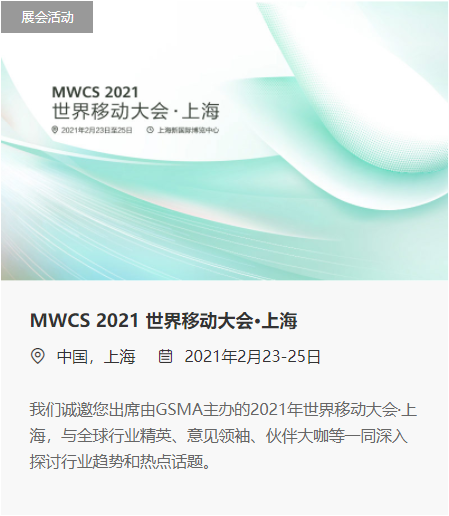 展会活动
MWCS 2021
世界移动大会·上海
2021年2月23日至25日 上海新国际博览中心
MWCS 2021 世界移动大会•上海
中国，上海 2021年2月23-25日
我们诚邀您出席由GSMA主办的2021年世界移动大会·上
海，与全球行业精英、意见领袖、伙伴大咖等一同深入
探讨行业趋势和热点话题。